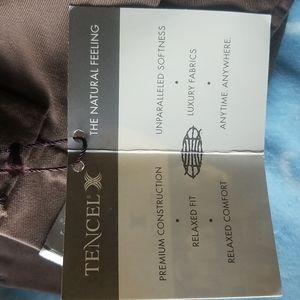 TENCEL
THE NATURAL FEELING
PREMIUM CONSTRUCTION
RELAXED FIT
RELAXED COMFORT
UNPARALLELED SOFTNESS
LUXURY FABRICS
ANYTIME. ANYWHERE.